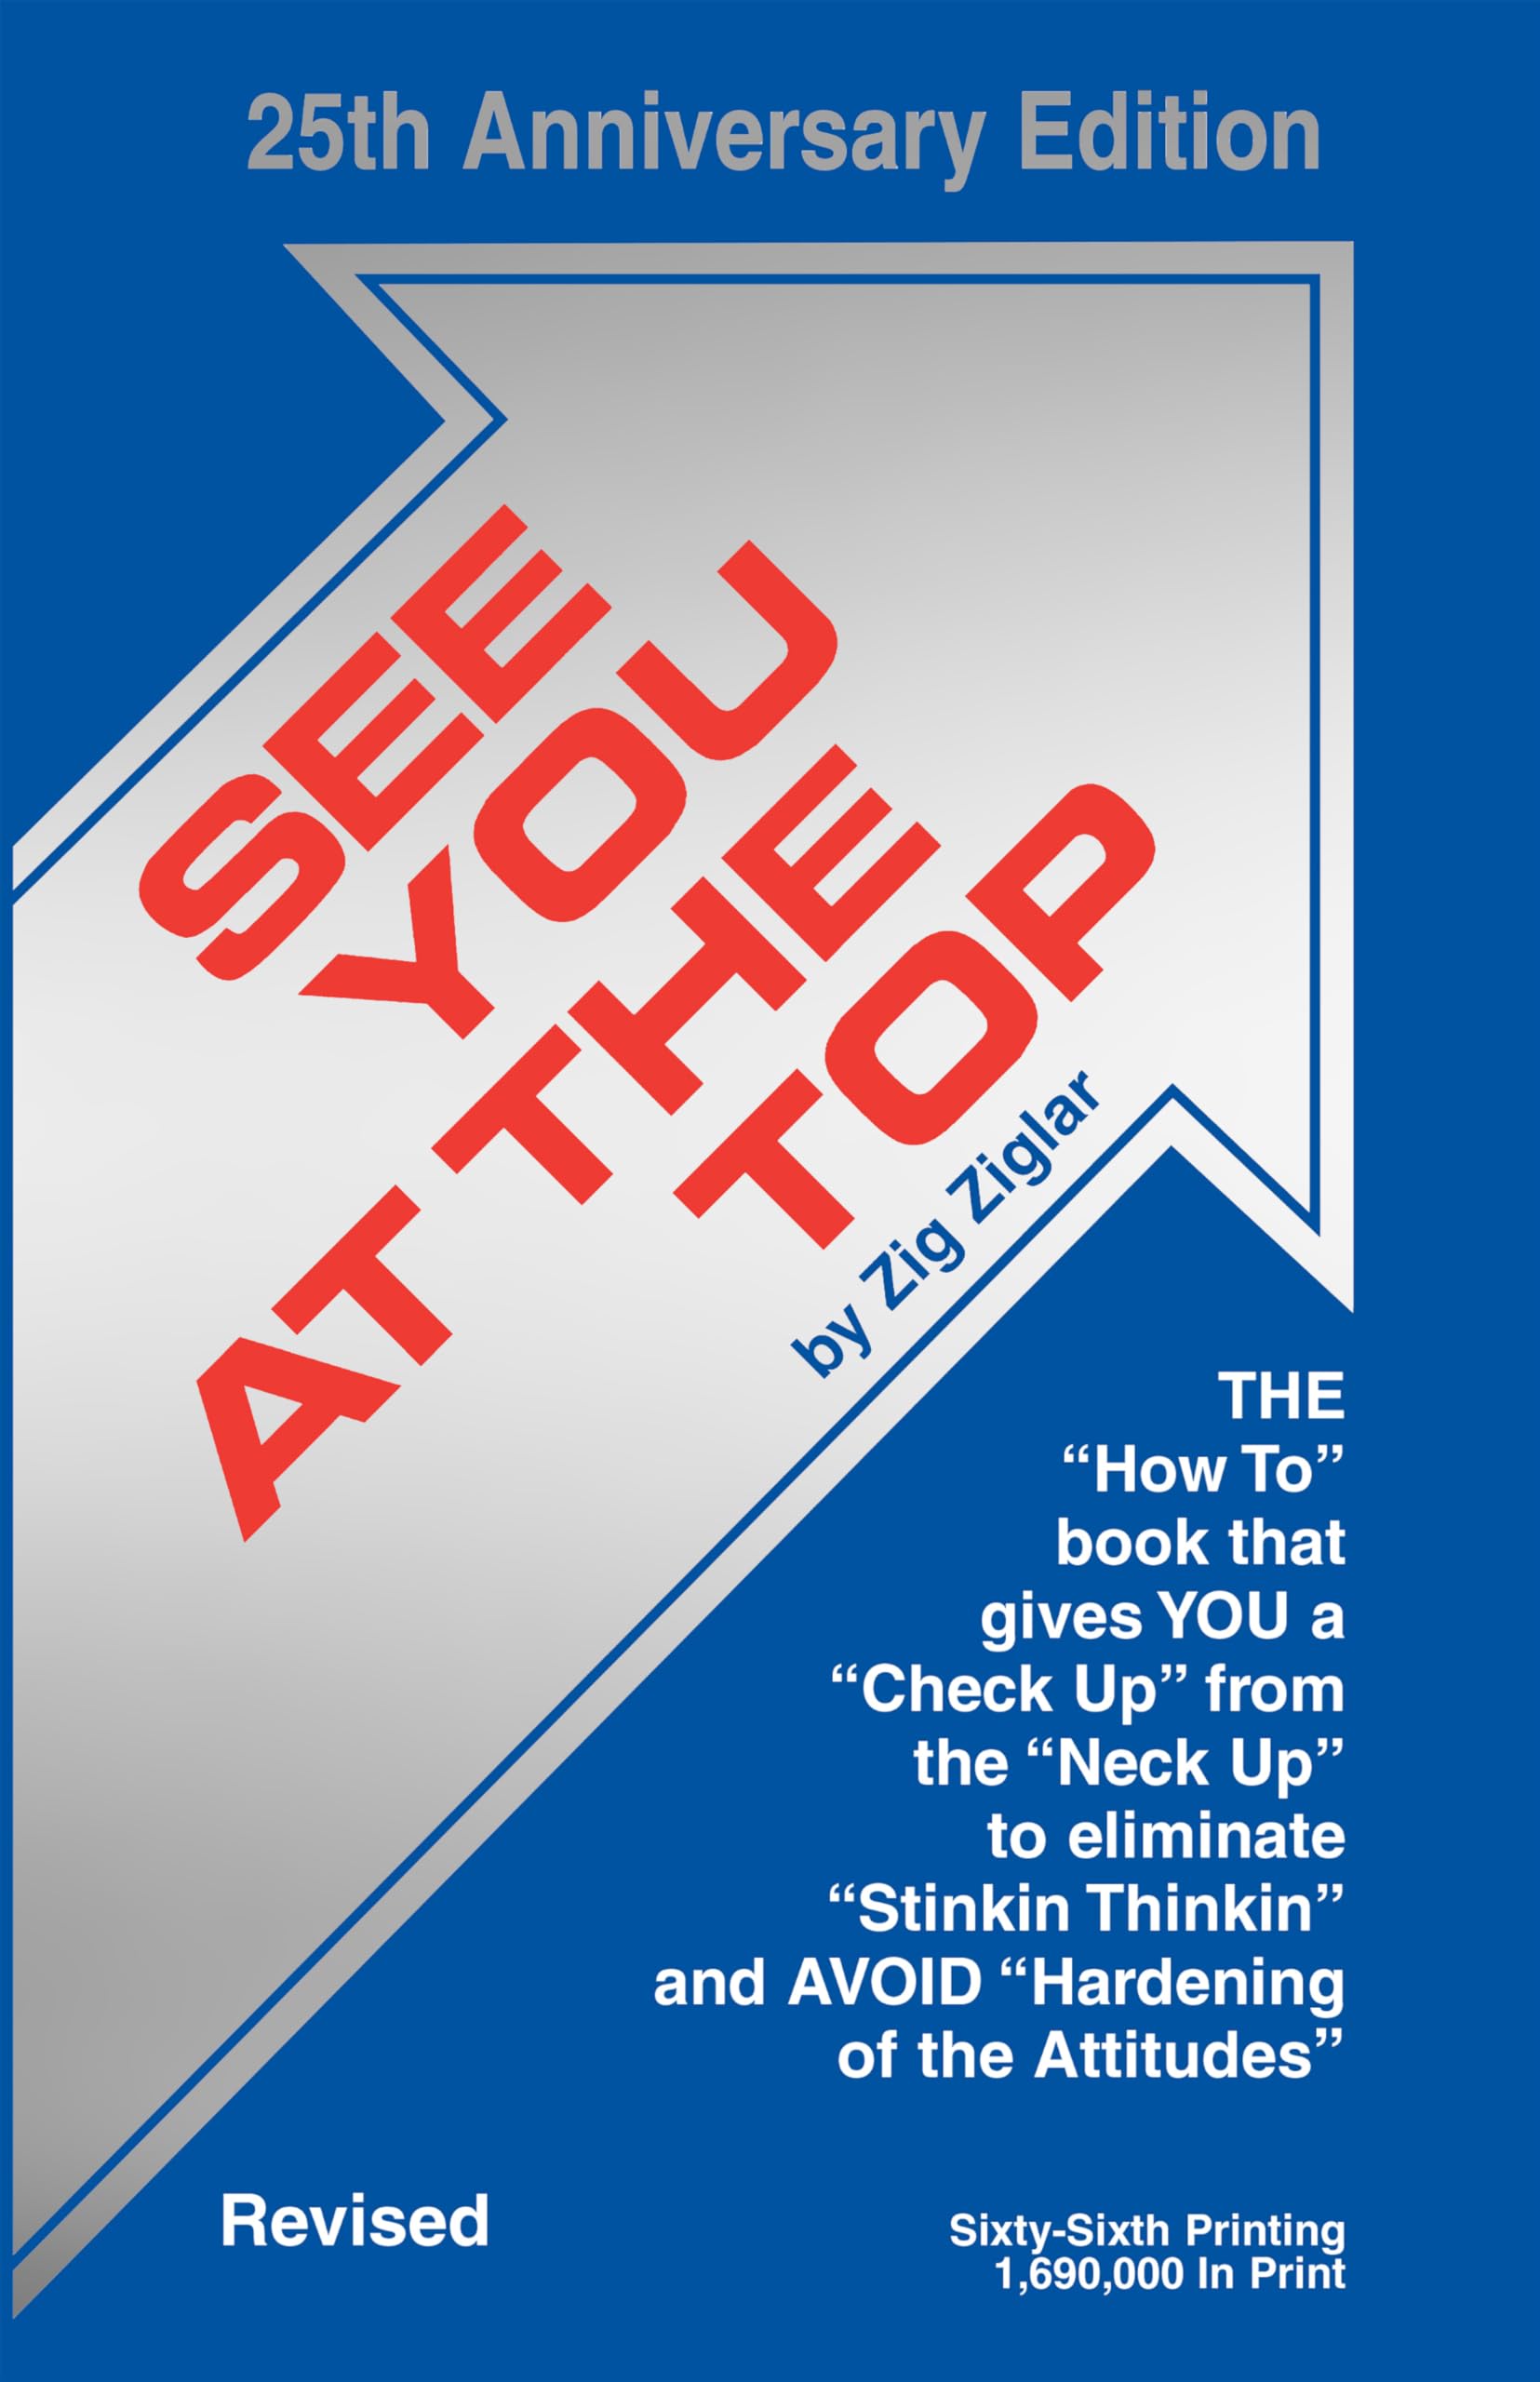 25th Anniversary Edition
SEE
YOU
AT THE
TOP
by Zig Ziglar
THE
“How To”
book that
gives YOU a
“Check Up” from
the “Neck Up”
to eliminate
“Stinkin Thinkin”
and AVOID “Hardening
of the Attitudes”
Revised
Sixty-Sixth Printing
1,690,000 In Print